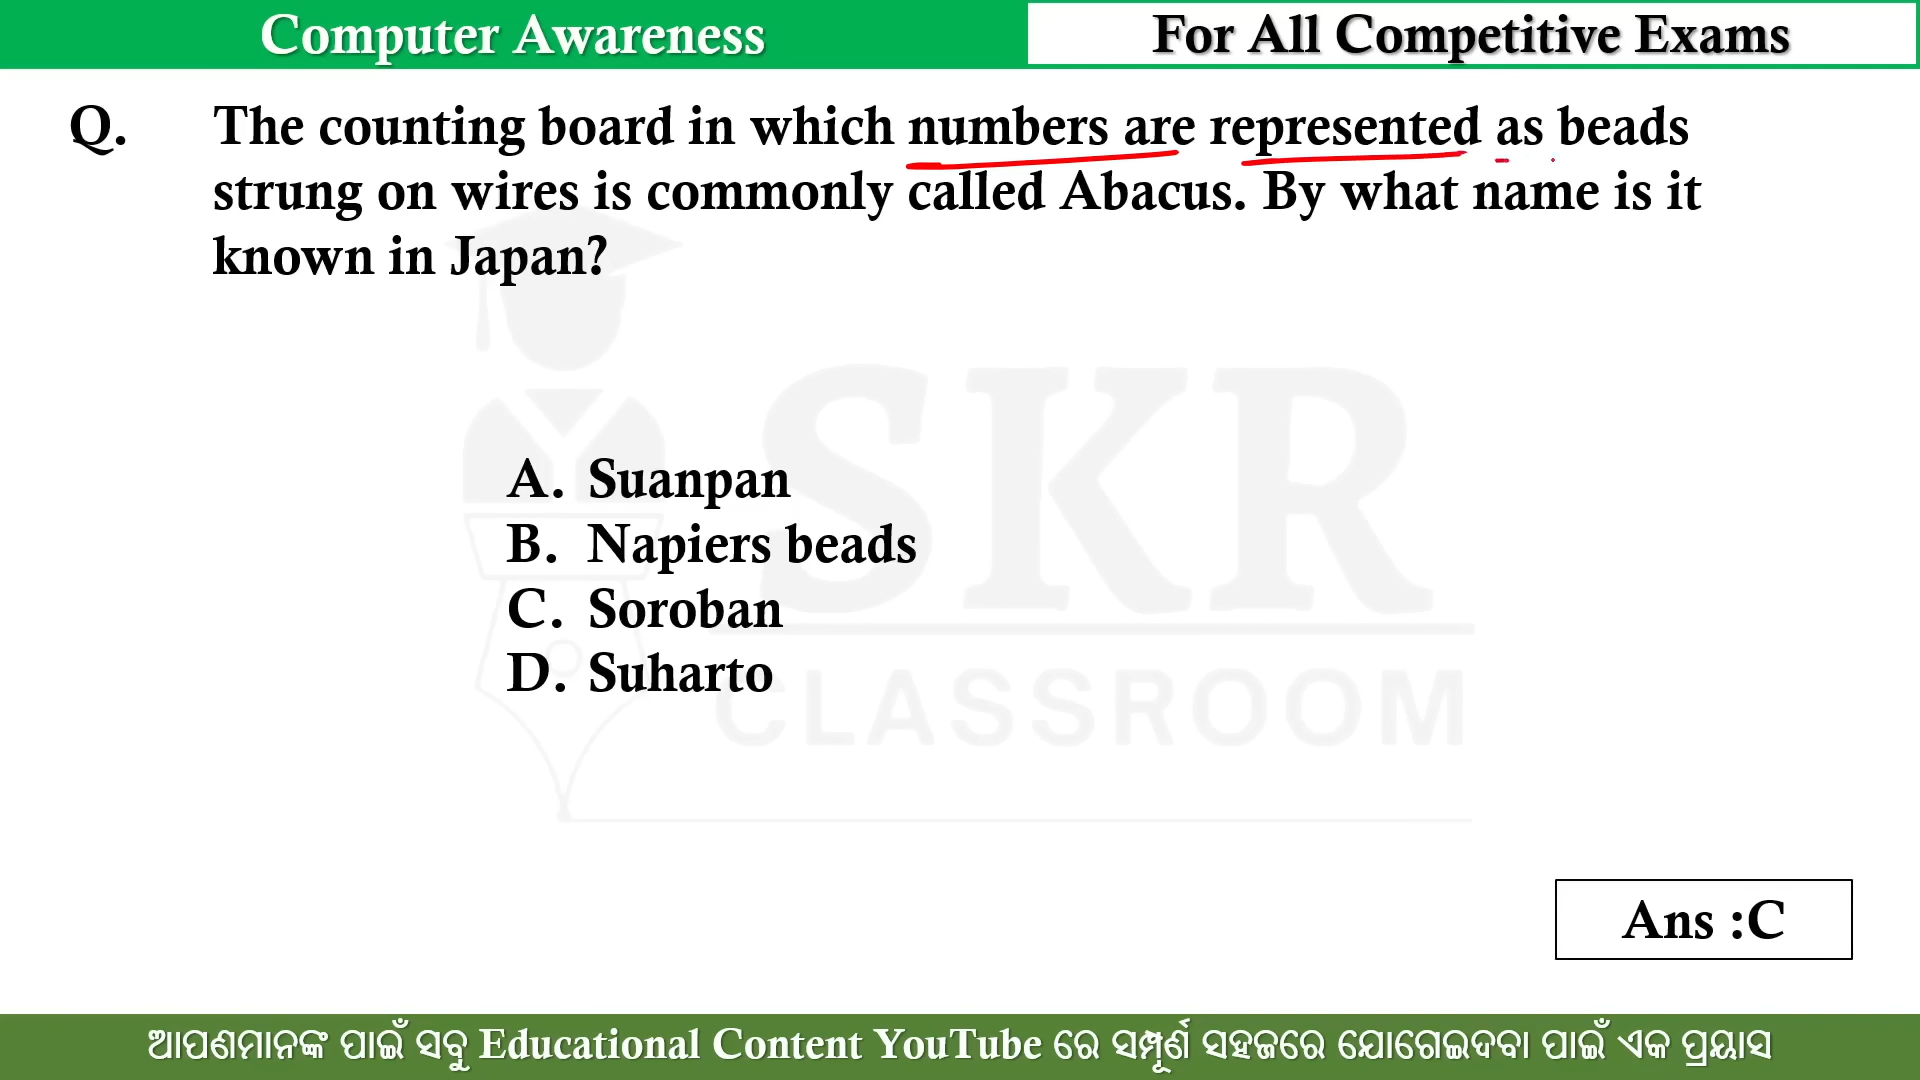 Computer Awareness
For All Competitive Exams
Q. The counting board in which numbers are represented as beads
strung on wires is commonly called Abacus. By what name is it
known in Japan?
A. Suanpan
B. Napiers beads
C. Soroban
D. Suharto
SKR
CLASSROOM
Ans :C
ଆପଣମାନଙ୍କ ପାଇଁ ସବୁ Educational Content YouTube ରେ ସମ୍ପୂର୍ଣ ସହଜରେ ଯୋଗେଇଦବା ପାଇଁ ଏକ ପ୍ରୟାସ